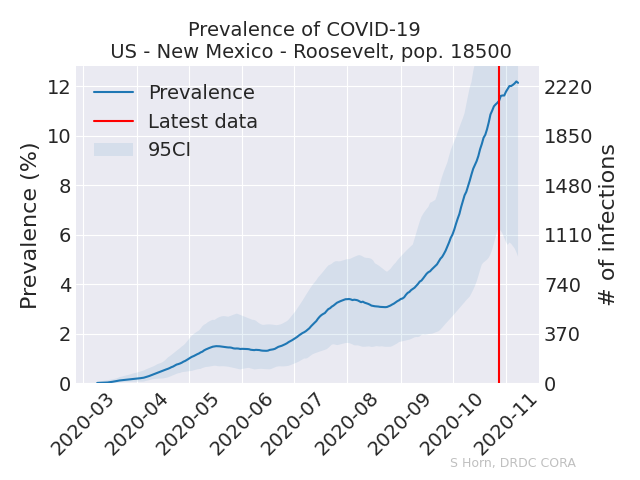 Prevalence of COVID-19
US - New Mexico - Roosevelt, pop. 18500
Prevalence
Latest data
95CI
Prevalence (%)
12
10
8
6
4
2
0
2220
1850
1480
1110
740
370
0
# of infections
2020-03
2020-04
2020-05
2020-06
2020-07
2020-08
2020-09
2020-10
2020-11
S Horn, DRDC CORA